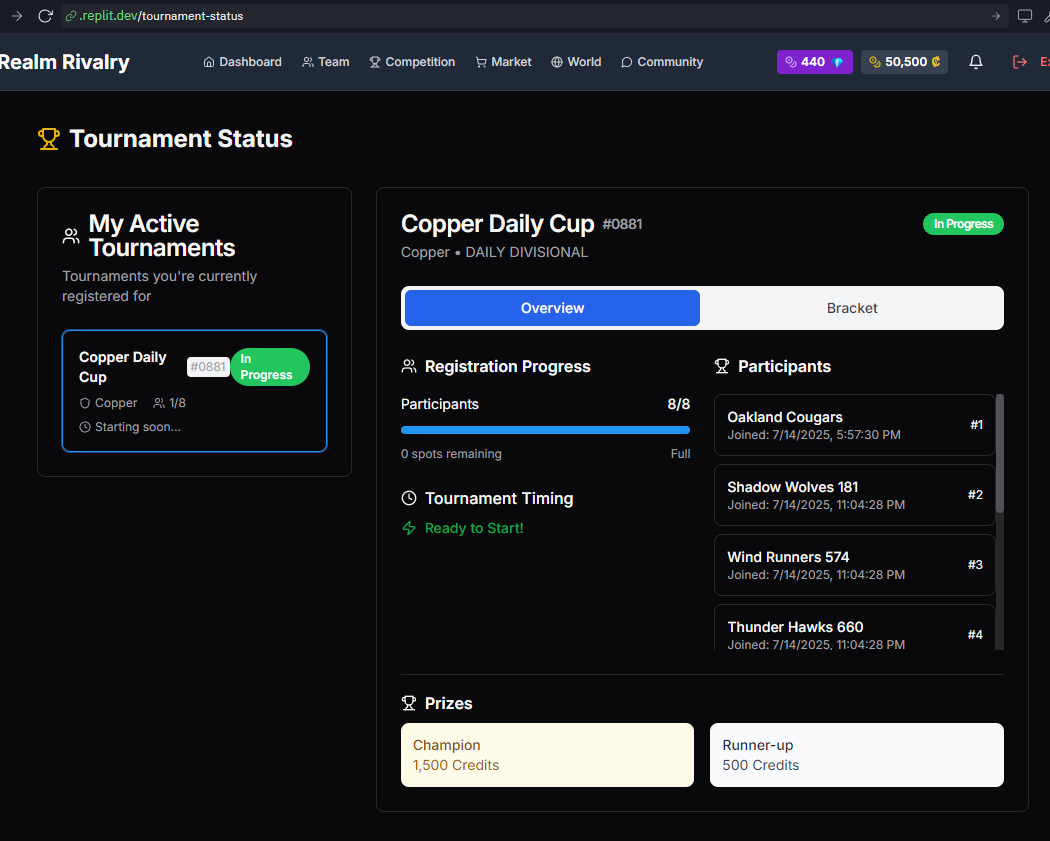 .replit.dev/tournament-status
Realm Rivalry
Dashboard
Team
Competition
Market
World
Community
440
50,500 ₡
Tournament Status
My Active
Tournaments
Tournaments you're currently
registered for
Copper Daily
Cup
#0881
In
Progress
Copper
1/8
Starting soon...
Copper Daily Cup #0881
In Progress
Copper • DAILY DIVISIONAL
Overview
Bracket
Registration Progress
Participants 8/8
0 spots remaining Full
Tournament Timing
Ready to Start!
Participants
Oakland Cougars
Joined: 7/14/2025, 5:57:30 PM
#1
Shadow Wolves 181
Joined: 7/14/2025, 11:04:28 PM
#2
Wind Runners 574
Joined: 7/14/2025, 11:04:28 PM
#3
Thunder Hawks 660
Joined: 7/14/2025, 11:04:28 PM
#4
Prizes
Champion
1,500 Credits
Runner-up
500 Credits